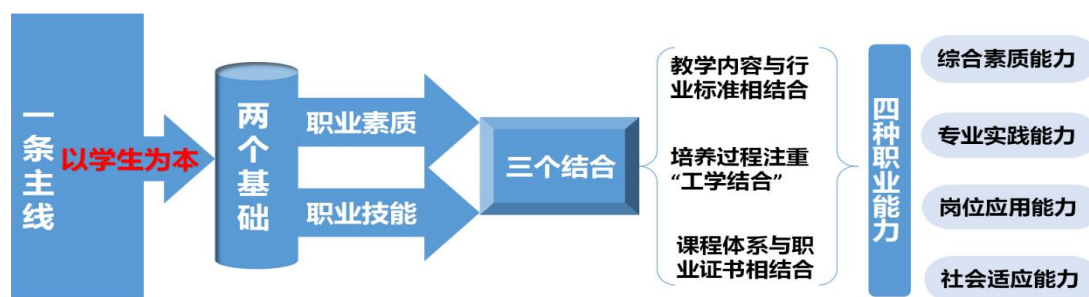 一条主线
以学生为本
两个基础
职业素质
职业技能
三个结合
教学内容与行
业标准相结合
培养过程注重
“工学结合”
课程体系与职
业证书相结合
四种职业能力
综合素质能力
专业实践能力
岗位应用能力
社会适应能力